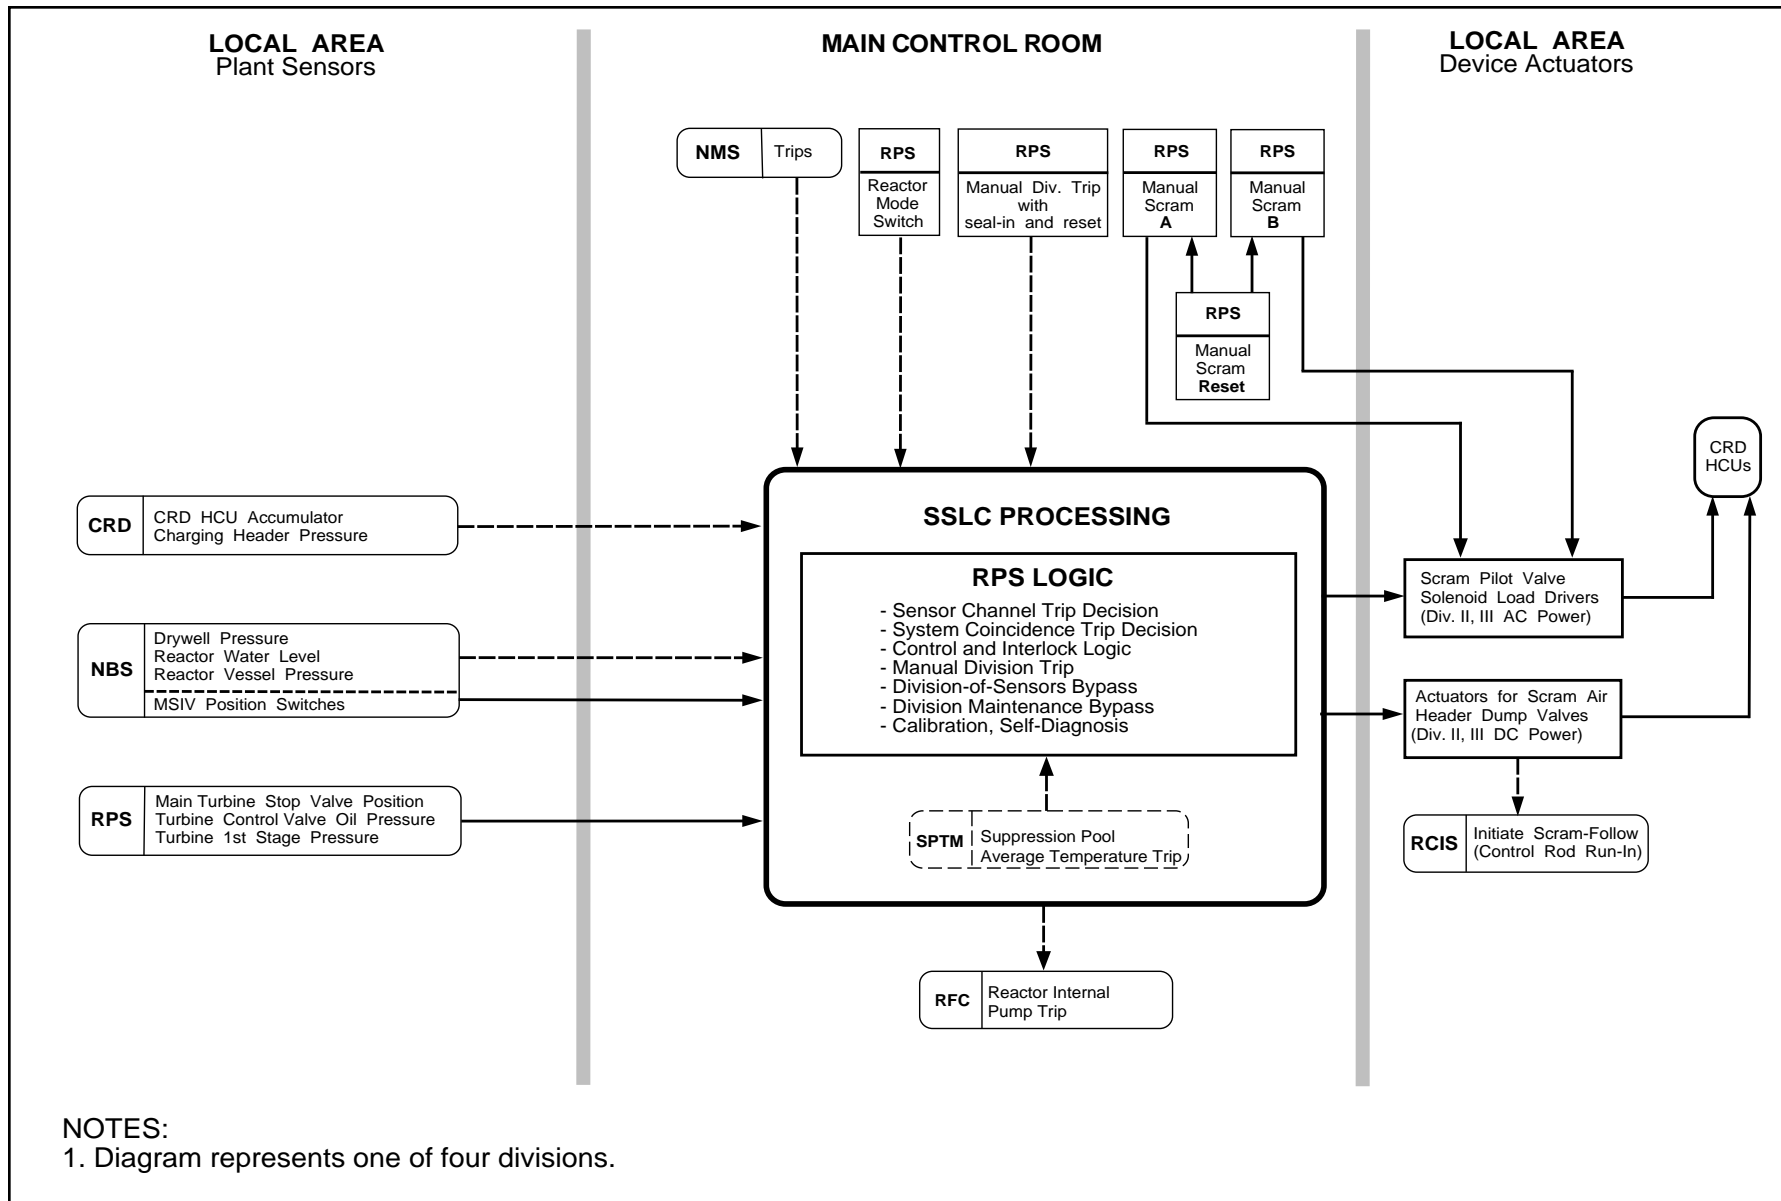 LOCAL AREA
Plant Sensors
MAIN CONTROL ROOM
LOCAL AREA
Device Actuators
NMS Trips
RPS
Reactor
Mode
Switch
RPS
Manual Div. Trip
with
seal-in and reset
RPS
Manual
Scram
A
RPS
Manual
Scram
B
RPS
Manual
Scram
Reset
CRD
HCUs
CRD
CRD HCU Accumulator
Charging Header Pressure
NBS
Drywell Pressure
Reactor Water Level
Reactor Vessel Pressure
MSIV Position Switches
RPS
Main Turbine Stop Valve Position
Turbine Control Valve Oil Pressure
Turbine 1st Stage Pressure
SSLC PROCESSING
RPS LOGIC
- Sensor Channel Trip Decision
- System Coincidence Trip Decision
- Control and Interlock Logic
- Manual Division Trip
- Division-of-Sensors Bypass
- Division Maintenance Bypass
- Calibration, Self-Diagnosis
SPTM
Suppression Pool
Average Temperature Trip
Scram Pilot Valve
Solenoid Load Drivers
(Div. II, III AC Power)
Actuators for Scram Air
Header Dump Valves
(Div. II, III DC Power)
RCIS
Initiate Scram-Follow
(Control Rod Run-In)
RFC
Reactor Internal
Pump Trip
NOTES:
1. Diagram represents one of four divisions.